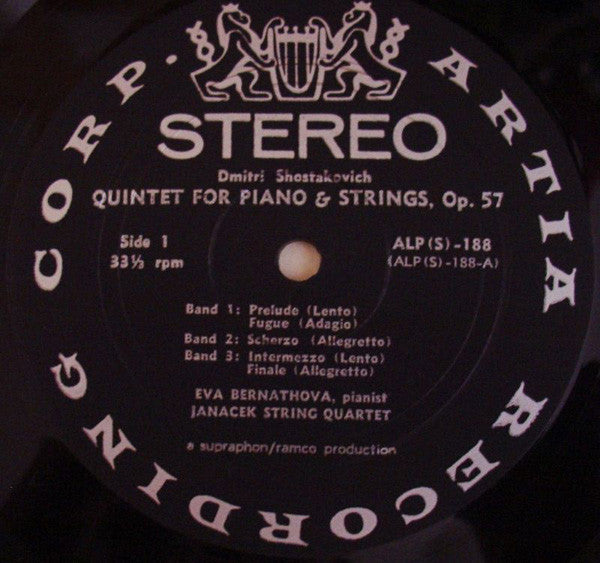 ARTIA RECORDING CORP.
STEREO
Dmitri Shostakovich
QUINTET FOR PIANO & STRINGS, Op. 57
Side 1
33⅓ rpm
ALP(S)-188
(ALP(S)-188-A)
Band 1: Prelude (Lento)
Fugue (Adagio)
Band 2: Scherzo (Allegretto)
Band 3: Intermezzo (Lento)
Finale (Allegretto)
EVA BERNATHOVA, pianist
JANACEK STRING QUARTET
a supraphon/ramco production